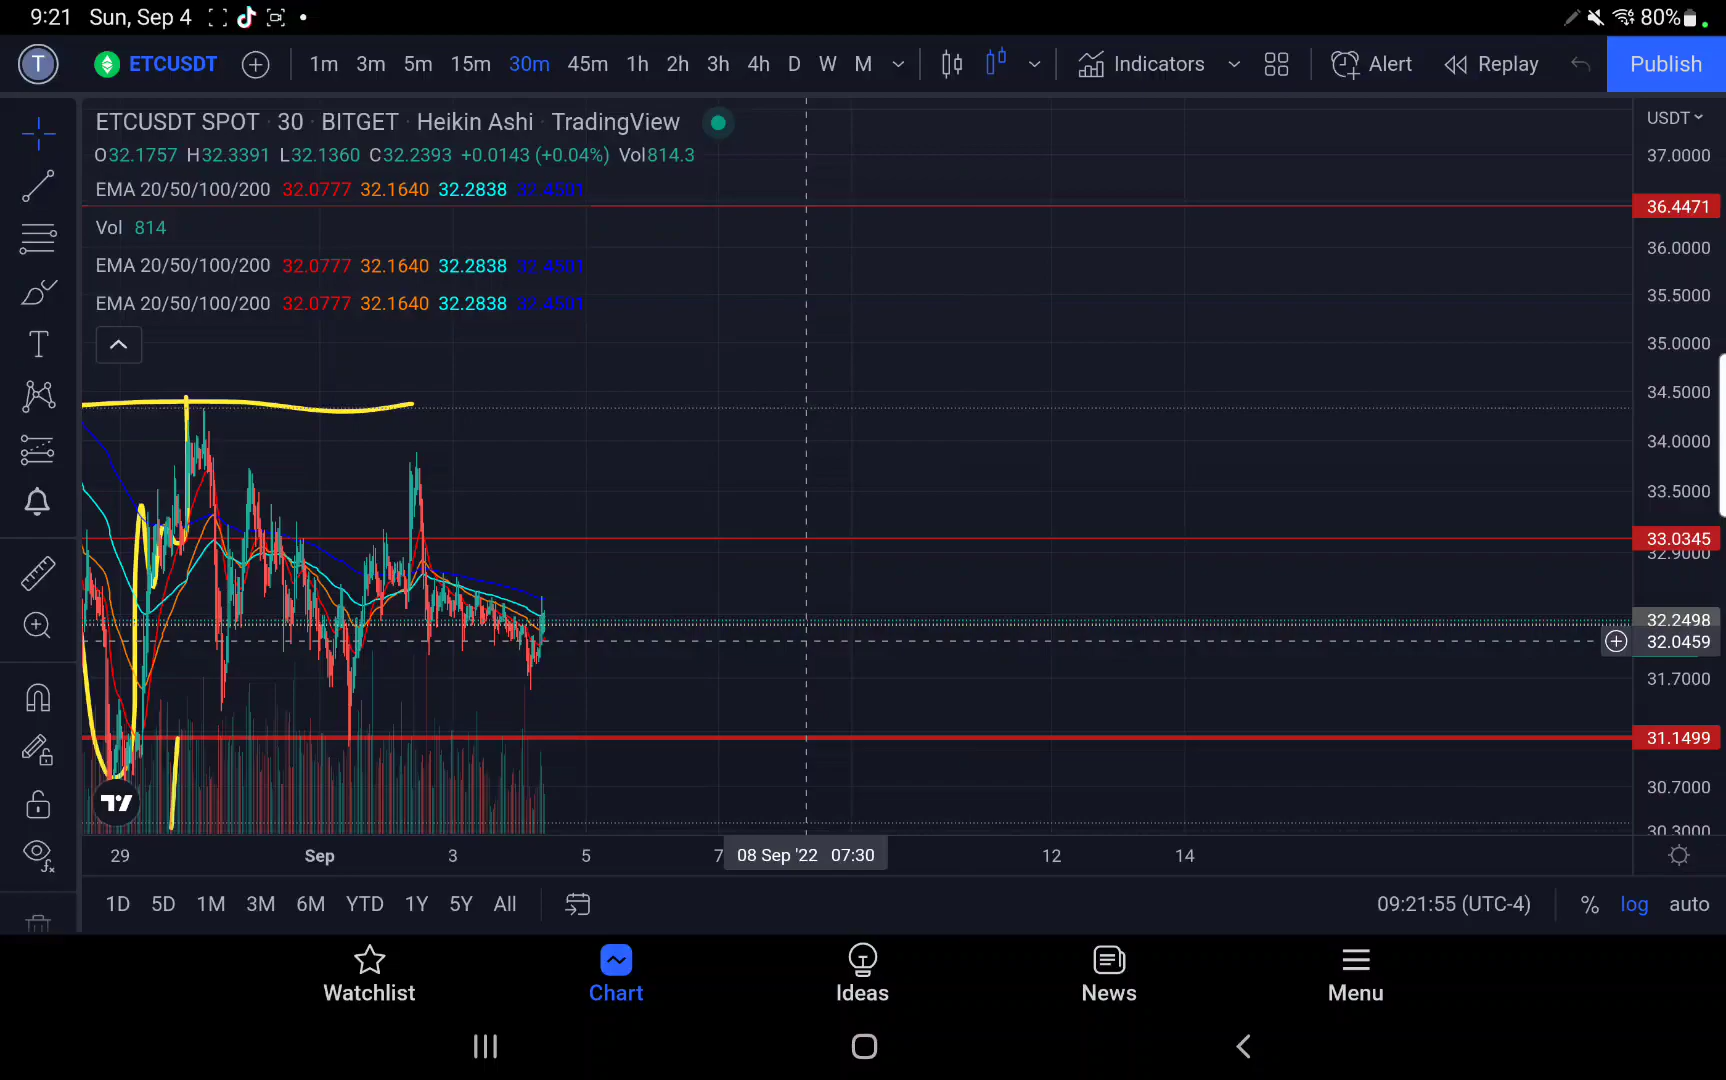 9:21 Sun, Sep 4 80%
T ETCUSDT 1m 3m 5m 15m 30m 45m 1h 2h 3h 4h D W M Indicators Alert Replay Publish
ETCUSDT SPOT · 30 · BITGET · Heikin Ashi · TradingView
USDT
O32.1757 H32.3391 L32.1360 C32.2393 +0.0143 (+0.04%) Vol814.3
37.0000
EMA 20/50/100/200 32.0777 32.1640 32.2838 32.4501
36.4471
Vol 814
36.0000
EMA 20/50/100/200 32.0777 32.1640 32.2838 32.4501
35.5000
EMA 20/50/100/200 32.0777 32.1640 32.2838 32.4501
35.0000
34.5000
34.0000
33.5000
33.0345
32.9000
32.2498
32.0459
31.7000
31.1499
30.7000
30.3000
29 Sep 3 5 7 08 Sep '22 07:30 12 14
1D 5D 1M 3M 6M YTD 1Y 5Y All 09:21:55 (UTC-4) % log auto
Watchlist Chart Ideas News Menu